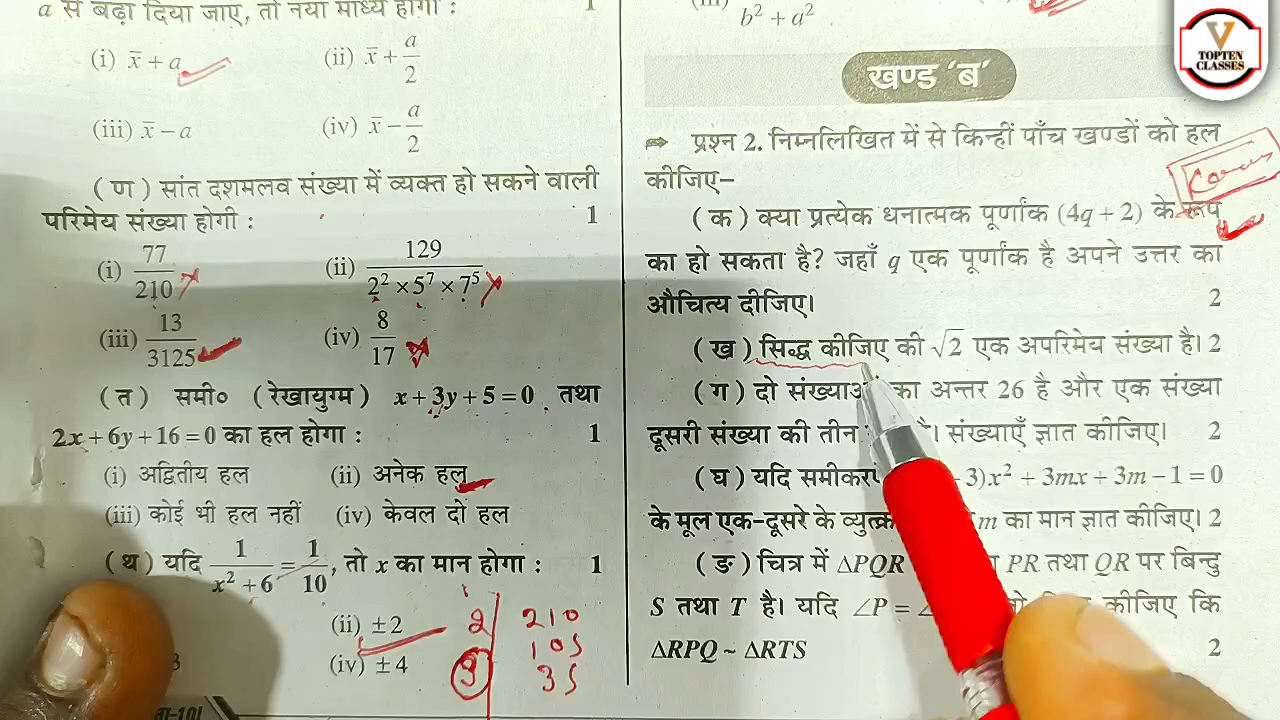 a से बढ़ा दिया जाए, तो नया माध्य होगा : 1
(i) x̄ + a (ii) x̄ + a/2
(iii) x̄ − a (iv) x̄ − a/2
(ण) सांत दशमलव संख्या में व्यक्त हो सकने वाली
परिमेय संख्या होगी : 1
(i) 77/210 (ii) 129/2² × 5⁷ × 7⁵
(iii) 13/3125 (iv) 8/17
(त) समी० (रेखायुग्म) x + 3y + 5 = 0 तथा
2x + 6y + 16 = 0 का हल होगा : 1
(i) अद्वितीय हल (ii) अनेक हल
(iii) कोई भी हल नहीं (iv) केवल दो हल
(थ) यदि 1/x² + 6 = 1/10, तो x का मान होगा : 1
(ii) ±2
3 (iv) ±4
2 210
105
35
b² + a²
V
TOPTEN
CLASSES
खण्ड 'ब'
प्रश्न 2. निम्नलिखित में से किन्हीं पाँच खण्डों को हल
कीजिए–
(क) क्या प्रत्येक धनात्मक पूर्णांक (4q + 2) के रूप
का हो सकता है? जहाँ q एक पूर्णांक है अपने उत्तर का
औचित्य दीजिए। 2
(ख) सिद्ध कीजिए की √2 एक अपरिमेय संख्या है। 2
(ग) दो संख्याओं का अन्तर 26 है और एक संख्या
दूसरी संख्या की तीन है। संख्याएँ ज्ञात कीजिए। 2
(घ) यदि समीकरण 3)x² + 3mx + 3m − 1 = 0
के मूल एक-दूसरे के m का मान ज्ञात कीजिए। 2
(ङ) चित्र में ΔPQR PR तथा QR पर बिन्दु
S तथा T है। यदि ∠P = ∠ कीजिए कि
ΔRPQ ~ ΔRTS 2